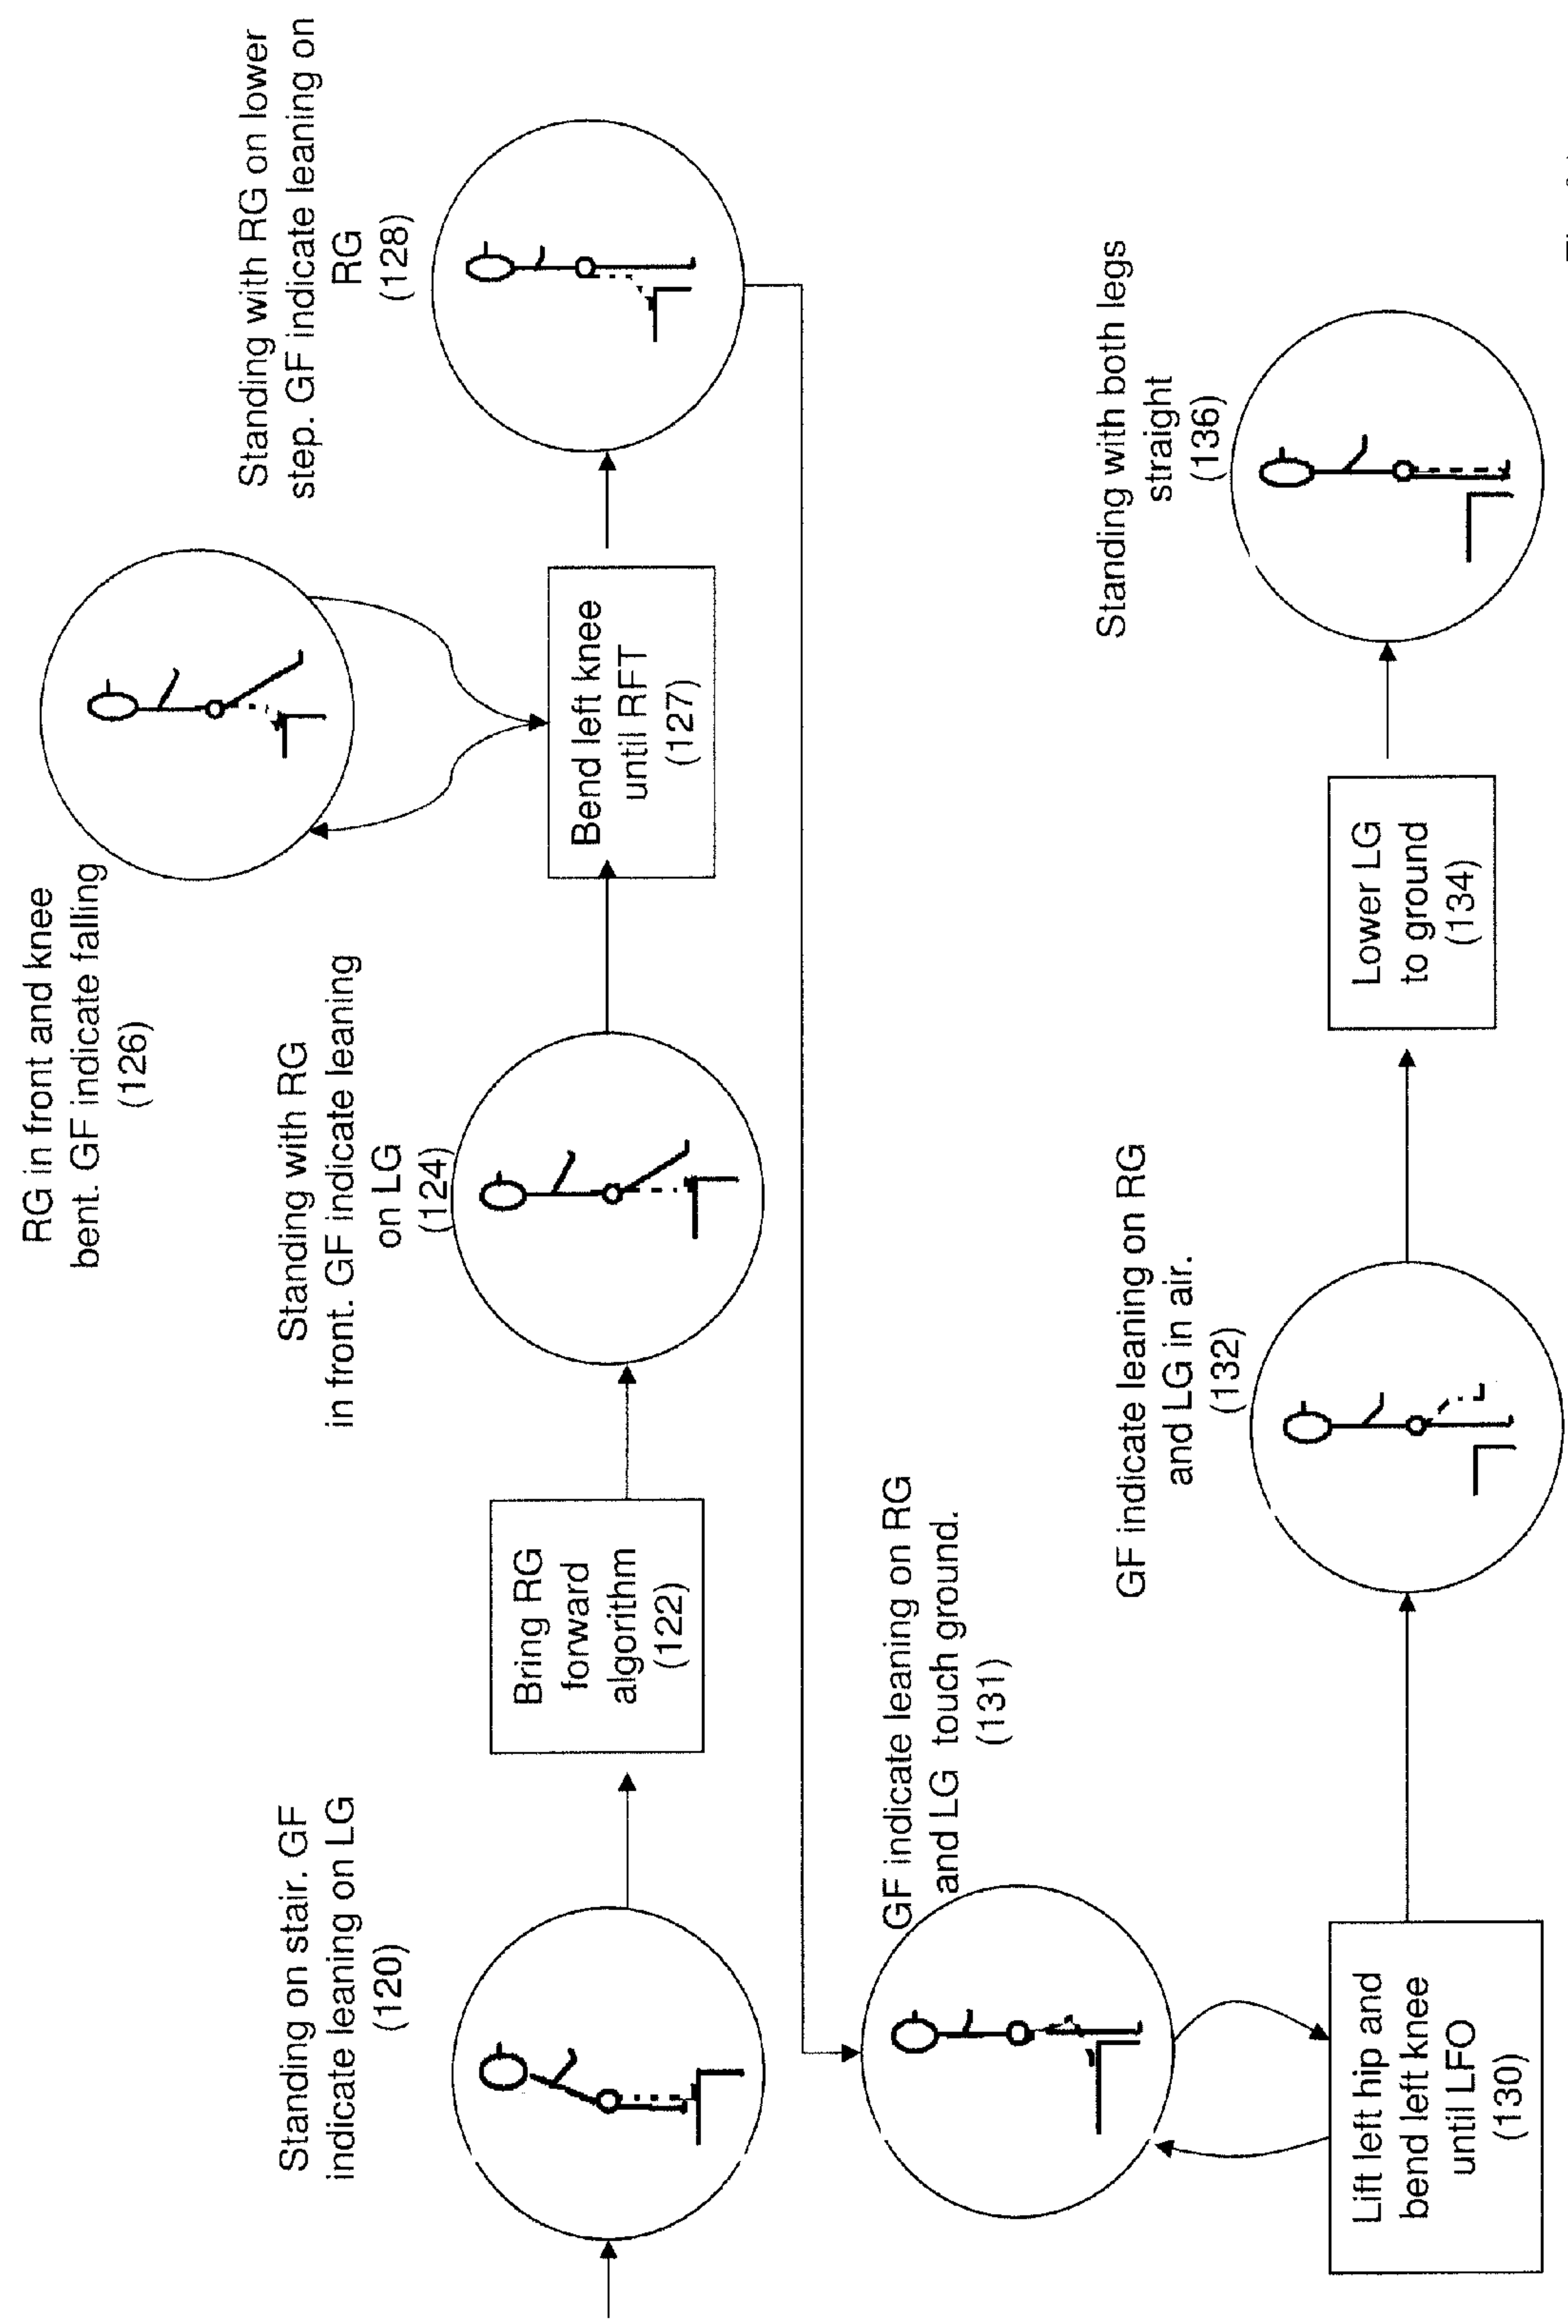 Standing on stair. GF
indicate leaning on LG
(120)
Bring RG
forward
algorithm
(122)
Standing with RG
in front. GF indicate leaning
on LG
(124)
RG in front and knee
bent. GF indicate falling
(126)
Bend left knee
until RFT
(127)
Standing with RG on lower
step. GF indicate leaning on
RG
(128)
GF indicate leaning on RG
and LG touch ground.
(131)
Lift left hip and
bend left knee
until LFO
(130)
GF indicate leaning on RG
and LG in air.
(132)
Lower LG
to ground
(134)
Standing with both legs
straight
(136)